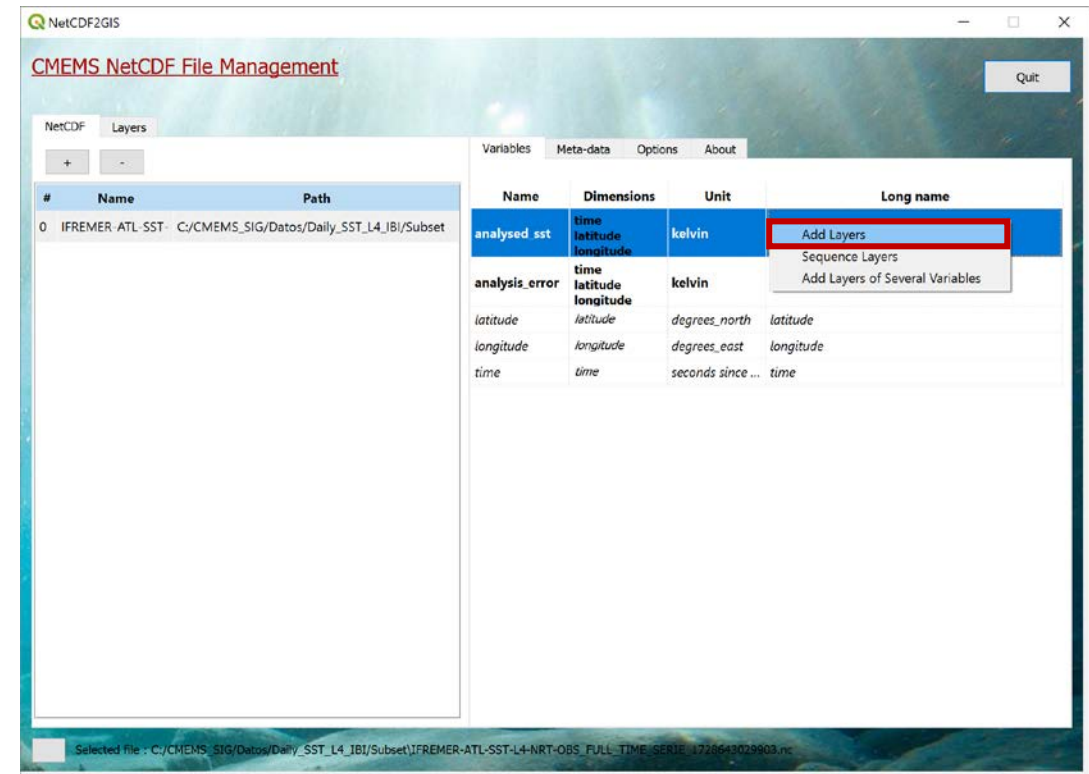 NetCDF2GIS
CMEMS NetCDF File Management
Quit
NetCDF Layers
+ -
# Name Path
0 IFREMER-ATL-SST- C:/CMEMS_SIG/Datos/Daily_SST_L4_IBI/Subset
Variables Meta-data Options About
Name Dimensions Unit Long name
analysed_sst time latitude longitude kelvin
Add Layers
Sequence Layers
Add Layers of Several Variables
analysis_error time latitude longitude kelvin
latitude latitude degrees_north latitude
longitude longitude degrees_east longitude
time time seconds since ... time
Selected file : C:/CMEMS_SIG/Datos/Daily_SST_L4_IBI/Subset\IFREMER-ATL-SST-L4-NRT-OBS_FULL_TIME_SERIE_1728643029903.nc